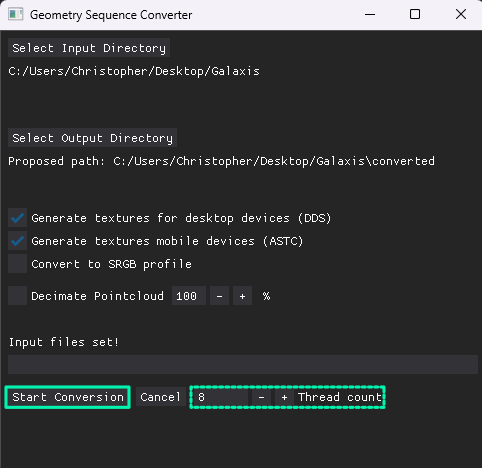 Geometry Sequence Converter
Select Input Directory
C:/Users/Christopher/Desktop/Galaxis
Select Output Directory
Proposed path: C:/Users/Christopher/Desktop/Galaxis\converted
Generate textures for desktop devices (DDS)
Generate textures mobile devices (ASTC)
Convert to SRGB profile
Decimate Pointcloud 100 - + %
Input files set!
Start Conversion Cancel 8 - + Thread count